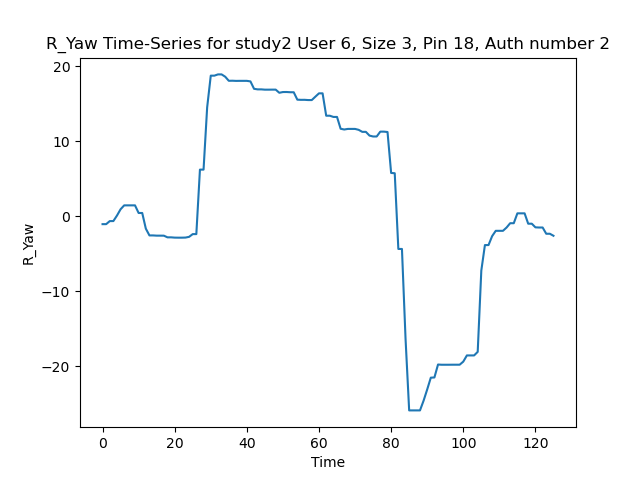 R_Yaw Time-Series for study2 User 6, Size 3, Pin 18, Auth number 2
20
10
0
−10
−20
R_Yaw
0 20 40 60 80 100 120
Time